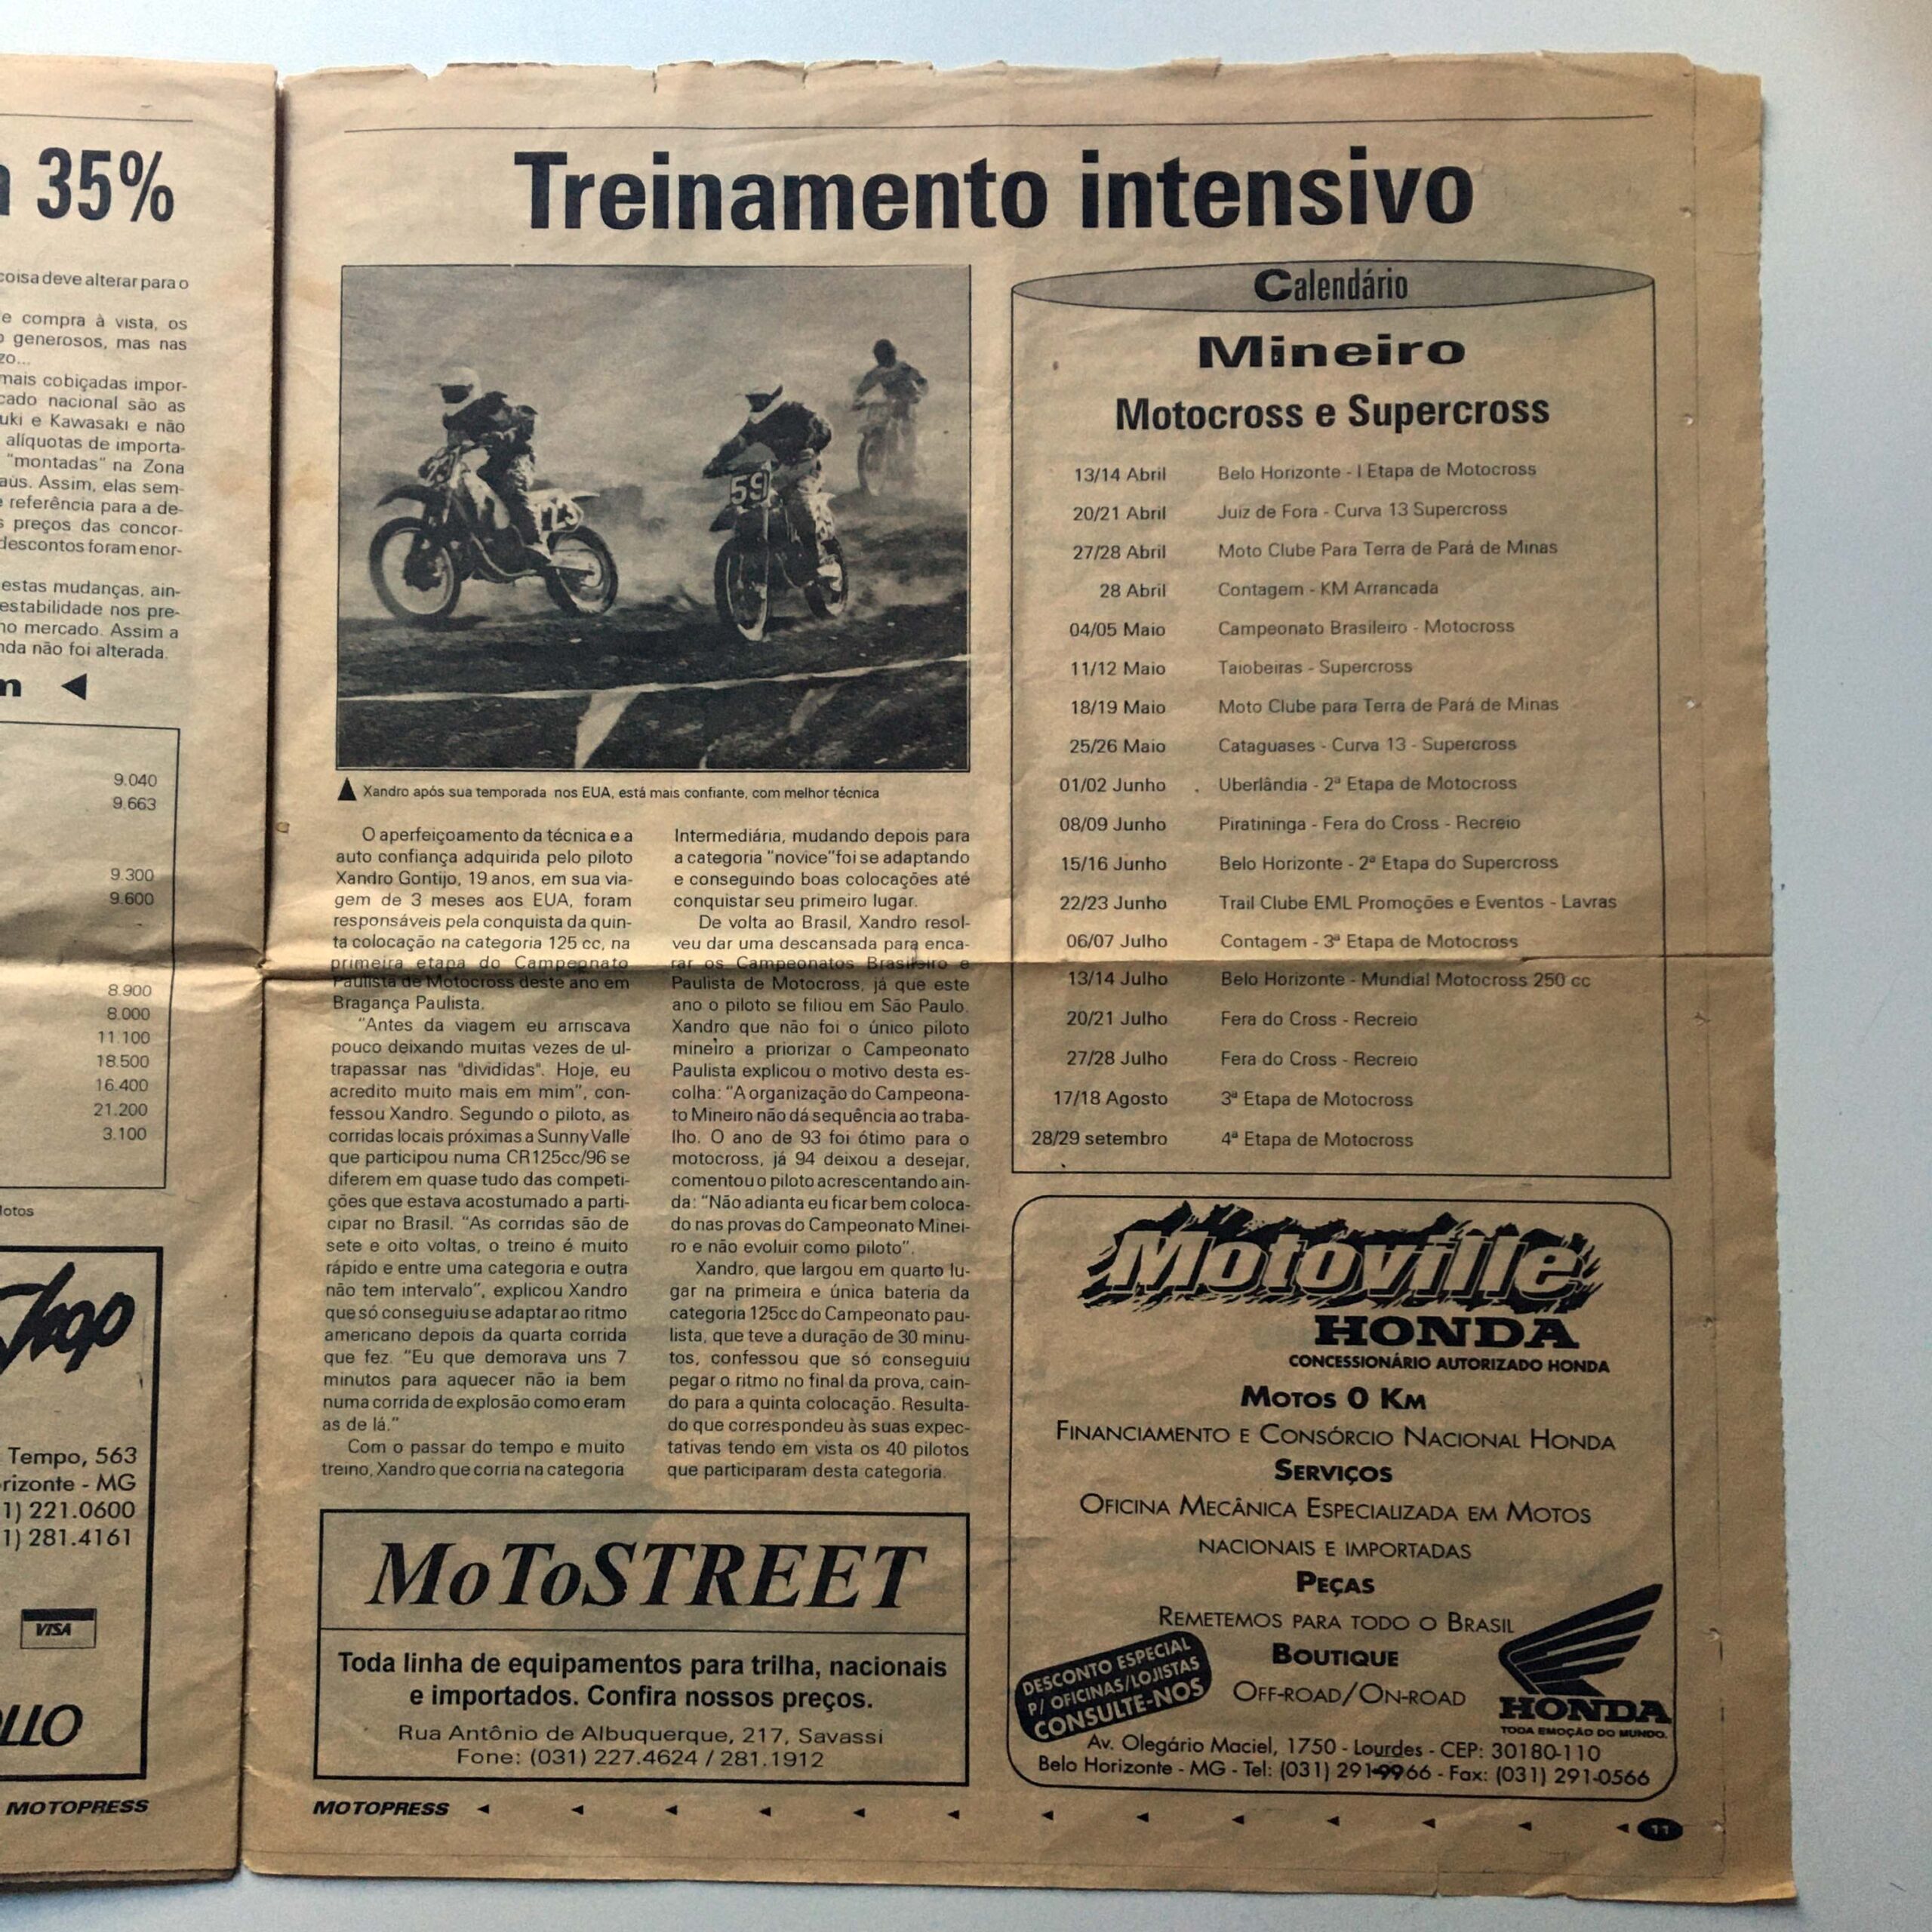 35%
coisa deve alterar para o
e compra à vista, os
generosos, mas nas
zo...
mais cobiçadas impor-
cado nacional são as
uki e Kawasaki e não
alíquotas de importa-
"montadas" na Zona
aus. Assim, elas sem-
referência para a de-
preços das concor-
descontos foram enor-
estas mudanças, ain-
estabilidade nos pre-
no mercado. Assim a
nda não foi alterada.
9.040
9.663
9.300
9.600
8.900
8.000
11.100
18.500
16.400
21.200
3.100
lotos
Shop
Tempo, 563
rizonte - MG
1) 221.0600
1) 281.4161
VISA
LLO
MOTOPRESS
Treinamento intensivo
23
123
59
Xandro após sua temporada nos EUA, está mais confiante, com melhor técnica
O aperfeiçoamento da técnica e a
auto confiança adquirida pelo piloto
Xandro Gontijo, 19 anos, em sua via-
gem de 3 meses aos EUA, foram
responsáveis pela conquista da quin-
ta colocação na categoria 125 cc, na
primeira etapa do Campeonato
Paulista de Motocross deste ano em
Bragança Paulista.
"Antes da viagem eu arriscava
pouco deixando muitas vezes de ul-
trapassar nas "divididas". Hoje, eu
acredito muito mais em mim", con-
fessou Xandro. Segundo o piloto, as
corridas locais próximas a Sunny Valle
que participou numa CR125cc/96 se
diferem em quase tudo das competi-
ções que estava acostumado a parti-
cipar no Brasil. "As corridas são de
sete e oito voltas, o treino é muito
rápido e entre uma categoria e outra
não tem intervalo", explicou Xandro
que só conseguiu se adaptar ao ritmo
americano depois da quarta corrida
que fez. "Eu que demorava uns 7
minutos para aquecer não ia bem
numa corrida de explosão como eram
as de lá."
Com o passar do tempo e muito
treino, Xandro que corria na categoria
Intermediária, mudando depois para
a categoria "novice"foi se adaptando
e conseguindo boas colocações até
conquistar seu primeiro lugar.
De volta ao Brasil, Xandro resol-
veu dar uma descansada para enca-
rar os Campeonatos Brasileiro e
Paulista de Motocross, já que este
ano o piloto se filiou em São Paulo.
Xandro que não foi o único piloto
mineiro a priorizar o Campeonato
Paulista explicou o motivo desta es-
colha: "A organização do Campeona-
to Mineiro não dá sequência ao traba-
lho. O ano de 93 foi ótimo para o
motocross, já 94 deixou a desejar,
comentou o piloto acrescentando ain-
da: "Não adianta eu ficar bem coloca-
do nas provas do Campeonato Minei-
ro e não evoluir como piloto".
Xandro, que largou em quarto lu-
gar na primeira e única bateria da
categoria 125cc do Campeonato pau-
lista, que teve a duração de 30 minu-
tos, confessou que só conseguiu
pegar o ritmo no final da prova, cain-
do para a quinta colocação. Resulta-
do que correspondeu às suas expec-
tativas tendo em vista os 40 pilotos
que participaram desta categoria.
MoToSTREET
Toda linha de equipamentos para trilha, nacionais
e importados. Confira nossos preços.
Rua Antônio de Albuquerque, 217, Savassi
Fone: (031) 227.4624 / 281.1912
Calendário
Mineiro
Motocross e Supercross
13/14 Abril Belo Horizonte - I Etapa de Motocross
20/21 Abril Juiz de Fora - Curva 13 Supercross
27/28 Abril Moto Clube Para Terra de Pará de Minas
28 Abril Contagem - KM Arrancada
04/05 Maio Campeonato Brasileiro - Motocross
11/12 Maio Taiobeiras - Supercross
18/19 Maio Moto Clube para Terra de Pará de Minas
25/26 Maio Cataguases - Curva 13 - Supercross
01/02 Junho Uberlândia - 2ª Etapa de Motocross
08/09 Junho Piratininga - Fera do Cross - Recreio
15/16 Junho Belo Horizonte - 2ª Etapa do Supercross
22/23 Junho Trail Clube EML Promoções e Eventos - Lavras
06/07 Julho Contagem - 3ª Etapa de Motocross
13/14 Julho Belo Horizonte - Mundial Motocross 250 cc
20/21 Julho Fera do Cross - Recreio
27/28 Julho Fera do Cross - Recreio
17/18 Agosto 3ª Etapa de Motocross
28/29 setembro 4ª Etapa de Motocross
Motoville
HONDA
CONCESSIONÁRIO AUTORIZADO HONDA
MOTOS 0 KM
FINANCIAMENTO E CONSÓRCIO NACIONAL HONDA
SERVIÇOS
OFICINA MECÂNICA ESPECIALIZADA EM MOTOS
NACIONAIS E IMPORTADAS
PEÇAS
REMETEMOS PARA TODO O BRASIL
BOUTIQUE
OFF-ROAD/ON-ROAD
DESCONTO ESPECIAL
P/ OFICINAS/LOJISTAS
CONSULTE-NOS
HONDA
TODA EMOÇÃO DO MUNDO.
Av. Olegário Maciel, 1750 - Lourdes - CEP: 30180-110
Belo Horizonte - MG - Tel: (031) 291-9966 - Fax: (031) 291-0566
MOTOPRESS
11